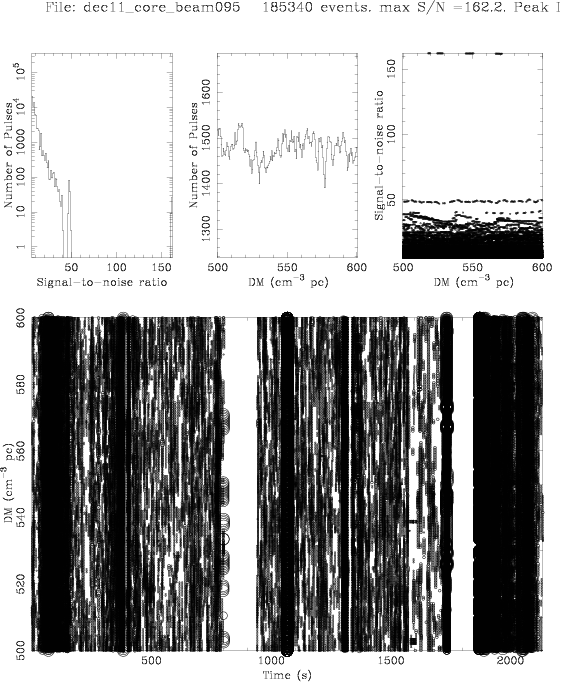 File: dec11_core_beam095 185340 events. max S/N =162.2. Peak I
Number of Pulses
1 10 100 1000 10⁴ 10⁵
50 100 150
Signal-to-noise ratio
Number of Pulses
1300 1400 1500 1600
500 550 600
DM (cm⁻³ pc)
Signal-to-noise ratio
50 100 150
500 550 600
DM (cm⁻³ pc)
DM (cm⁻³ pc)
500 520 540 560 580 600
500 1000 1500 2000
Time (s)